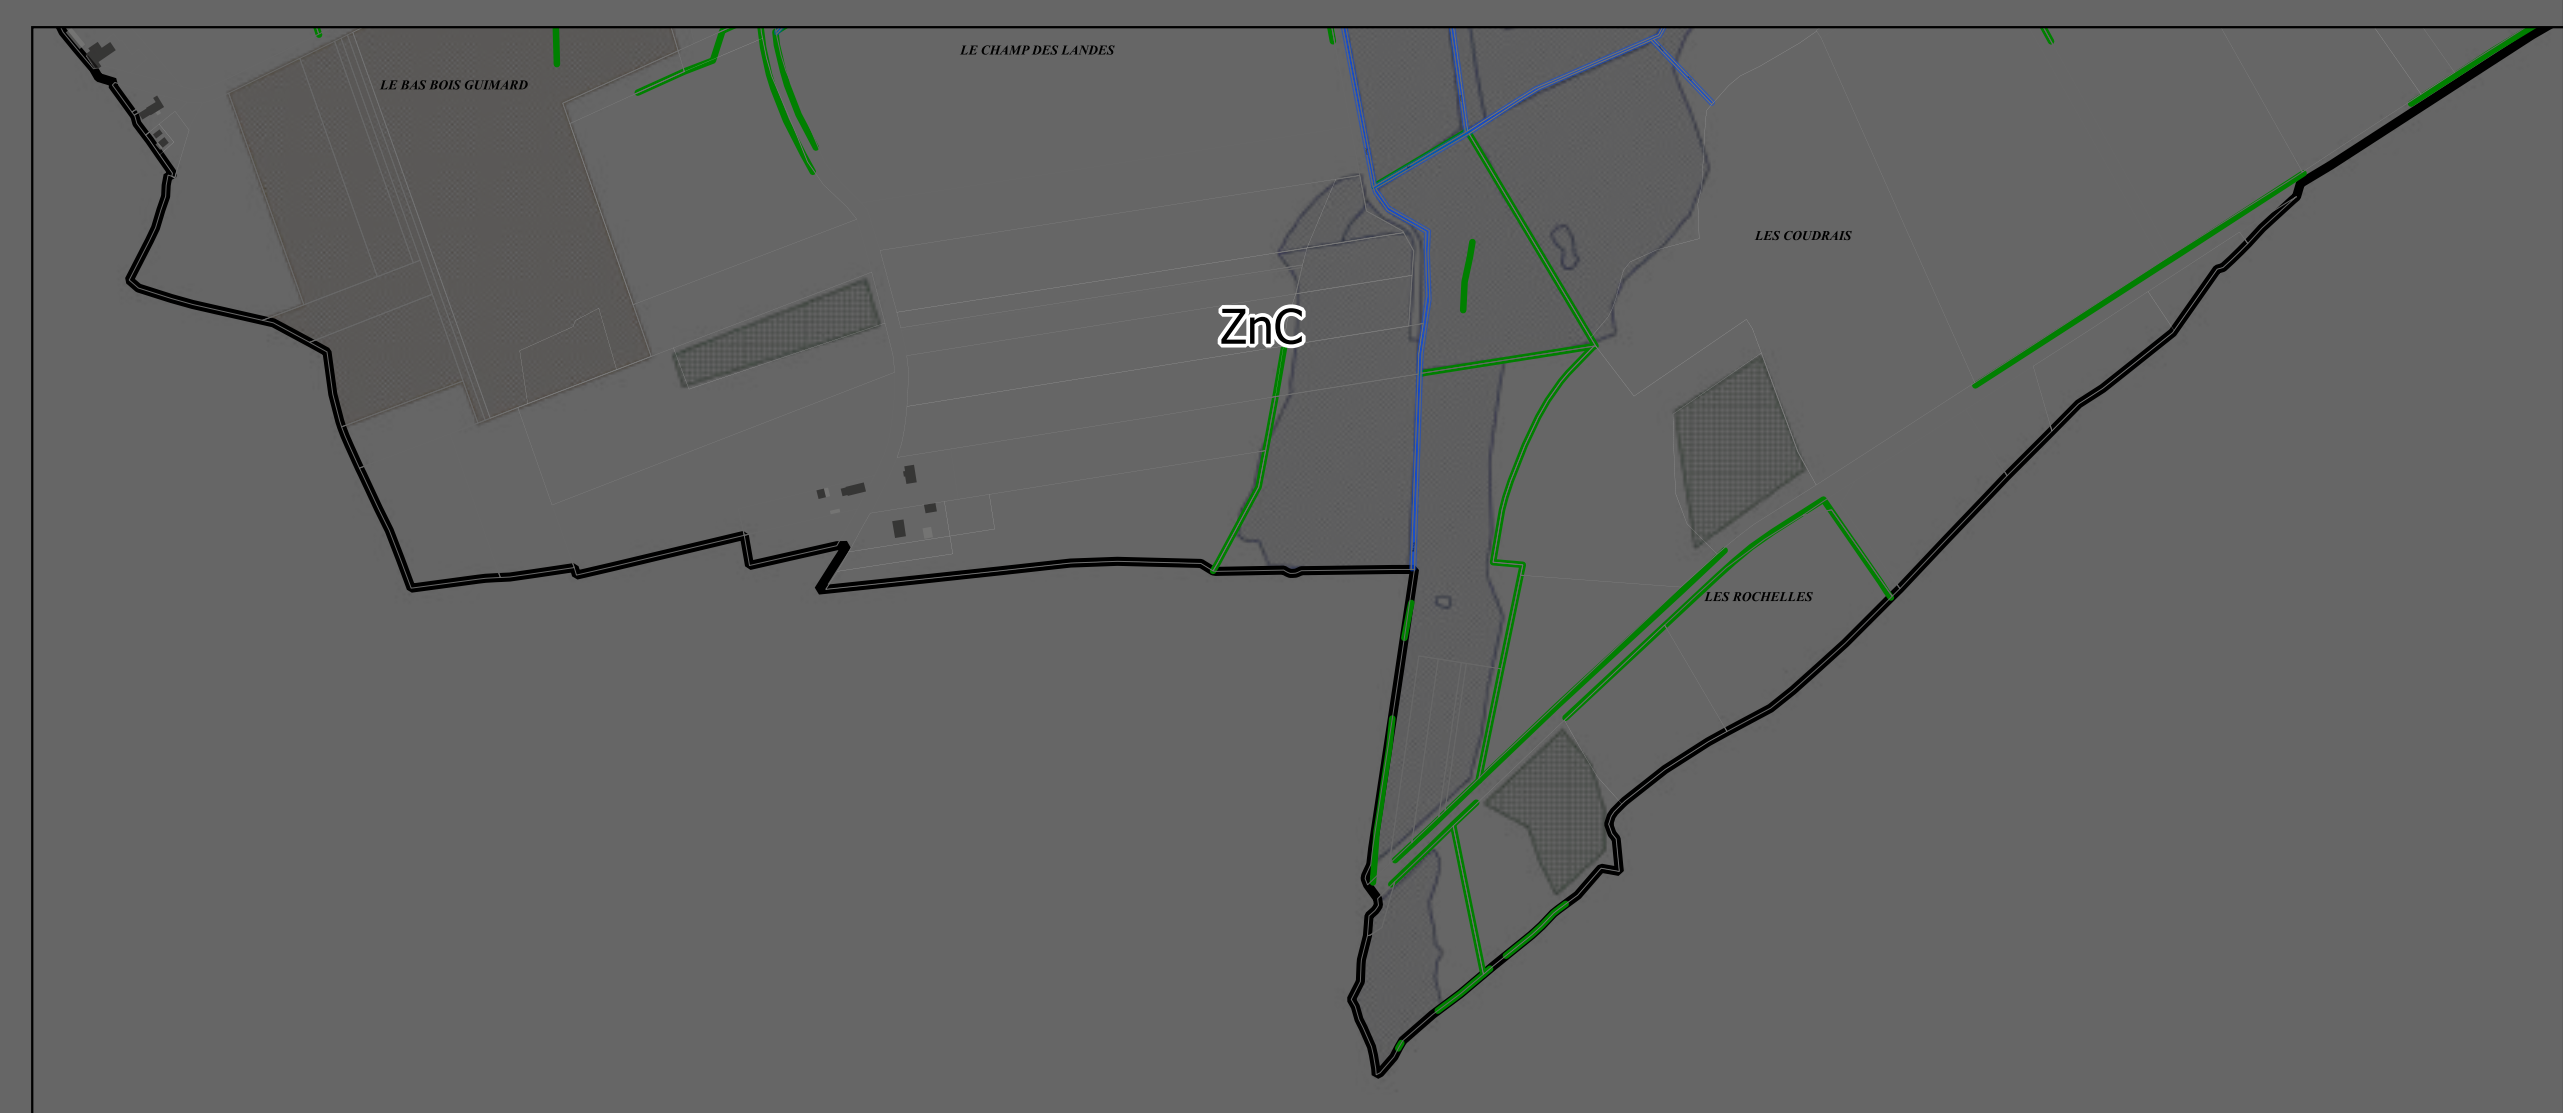 LE CHAMP DES LANDES
LE BAS BOIS GUIMARD
LES COUDRAIS
ZnC
LES ROCHELLES